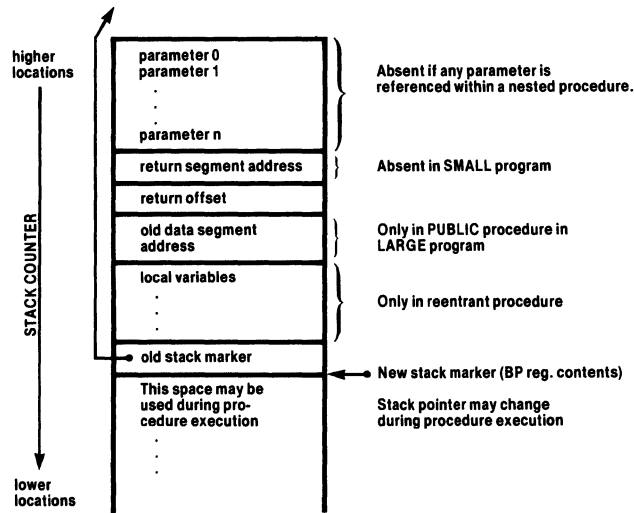 higher
locations
STACK COUNTER
lower
locations
parameter 0
parameter 1
.
.
.
parameter n
Absent if any parameter is
referenced within a nested procedure.
return segment address
Absent in SMALL program
return offset
old data segment
address
Only in PUBLIC procedure in
LARGE program
local variables
.
.
.
Only in reentrant procedure
old stack marker
New stack marker (BP reg. contents)
This space may be
used during pro-
cedure execution
.
.
.
Stack pointer may change
during procedure execution